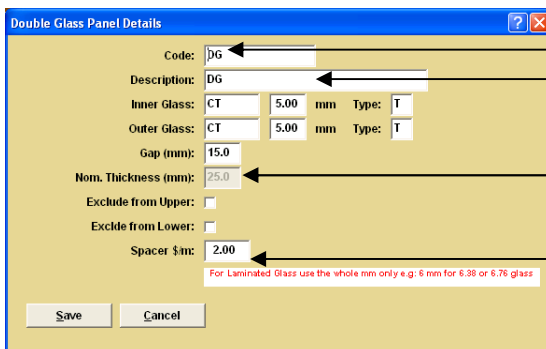 Double Glass Panel Details
Code: DG
Description: DG
Inner Glass: CT 5.00 mm Type: T
Outer Glass: CT 5.00 mm Type: T
Gap (mm): 15.0
Nom. Thickness (mm): 25.0
Exclude from Upper:
Exclde from Lower:
Spacer $/m: 2.00
For Laminated Glass use the whole mm only e.g: 6 mm for 6.38 or 6.76 glass
Save Cancel